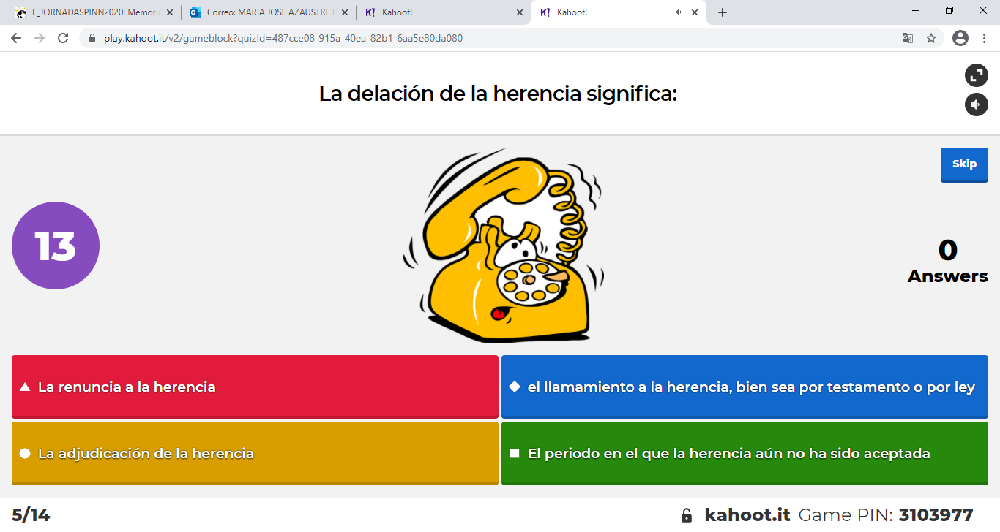 E_JORNADASPINN2020: Memori
Correo: MARIA JOSE AZAUSTRE F
K! Kahoot!
K! Kahoot!
play.kahoot.it/v2/gameblock?quizId=487cce08-915a-40ea-82b1-6aa5e80da080
La delación de la herencia significa:
Skip
13
0
Answers
La renuncia a la herencia
el llamamiento a la herencia, bien sea por testamento o por ley
La adjudicación de la herencia
El periodo en el que la herencia aún no ha sido aceptada
5/14
kahoot.it Game PIN: 3103977